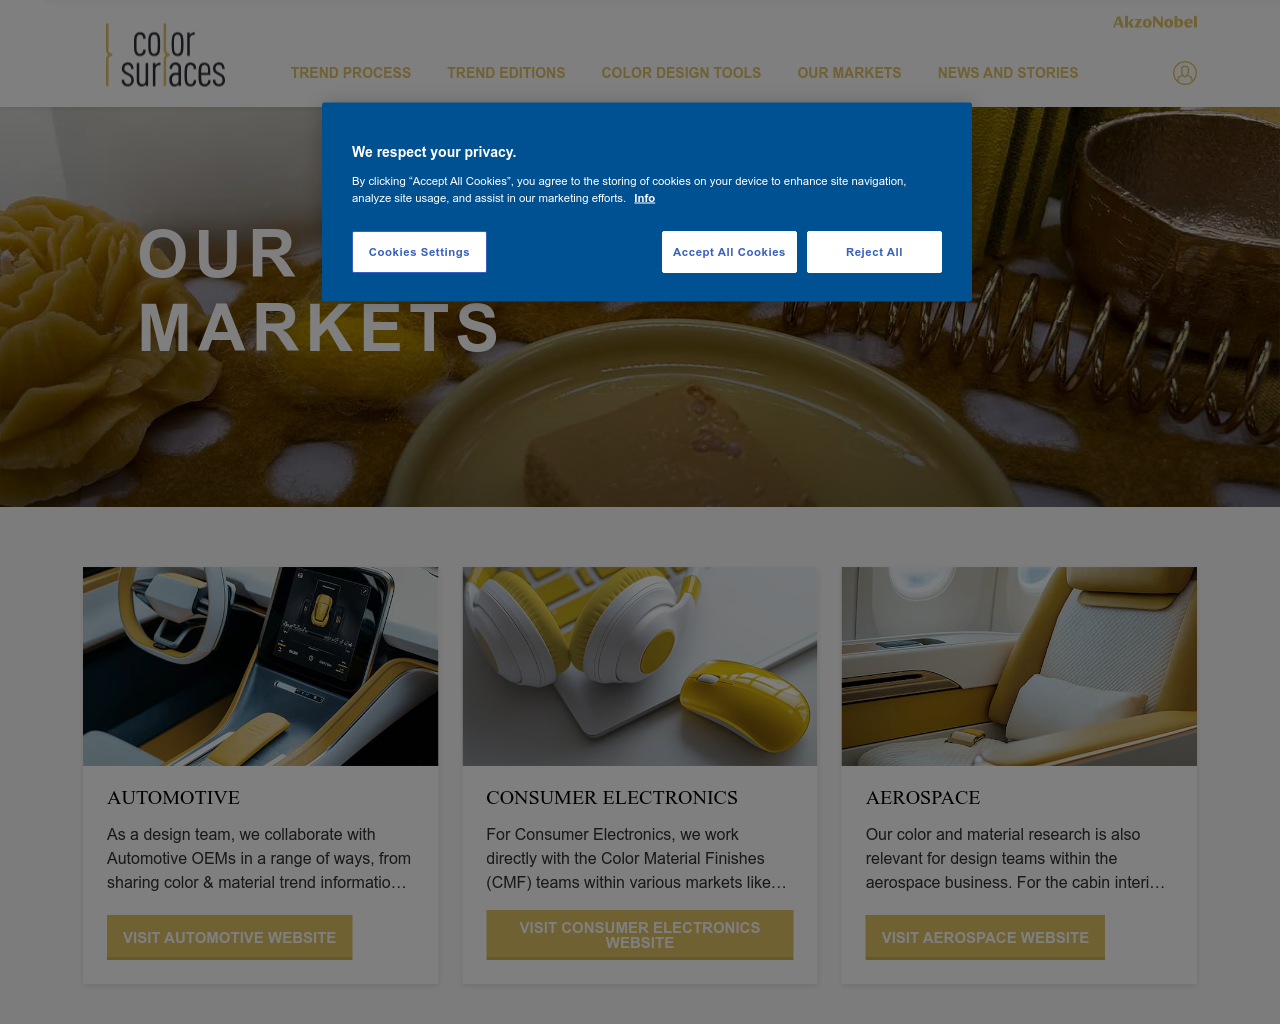 AkzoNobel
color
surfaces
TREND PROCESS
TREND EDITIONS
COLOR DESIGN TOOLS
OUR MARKETS
NEWS AND STORIES
We respect your privacy.
By clicking “Accept All Cookies”, you agree to the storing of cookies on your device to enhance site navigation,
analyze site usage, and assist in our marketing efforts. Info
Cookies Settings
Accept All Cookies
Reject All
OUR
MARKETS
AUTOMOTIVE
As a design team, we collaborate with
Automotive OEMs in a range of ways, from
sharing color & material trend informatio…
VISIT AUTOMOTIVE WEBSITE
CONSUMER ELECTRONICS
For Consumer Electronics, we work
directly with the Color Material Finishes
(CMF) teams within various markets like…
VISIT CONSUMER ELECTRONICS
WEBSITE
AEROSPACE
Our color and material research is also
relevant for design teams within the
aerospace business. For the cabin interi…
VISIT AEROSPACE WEBSITE